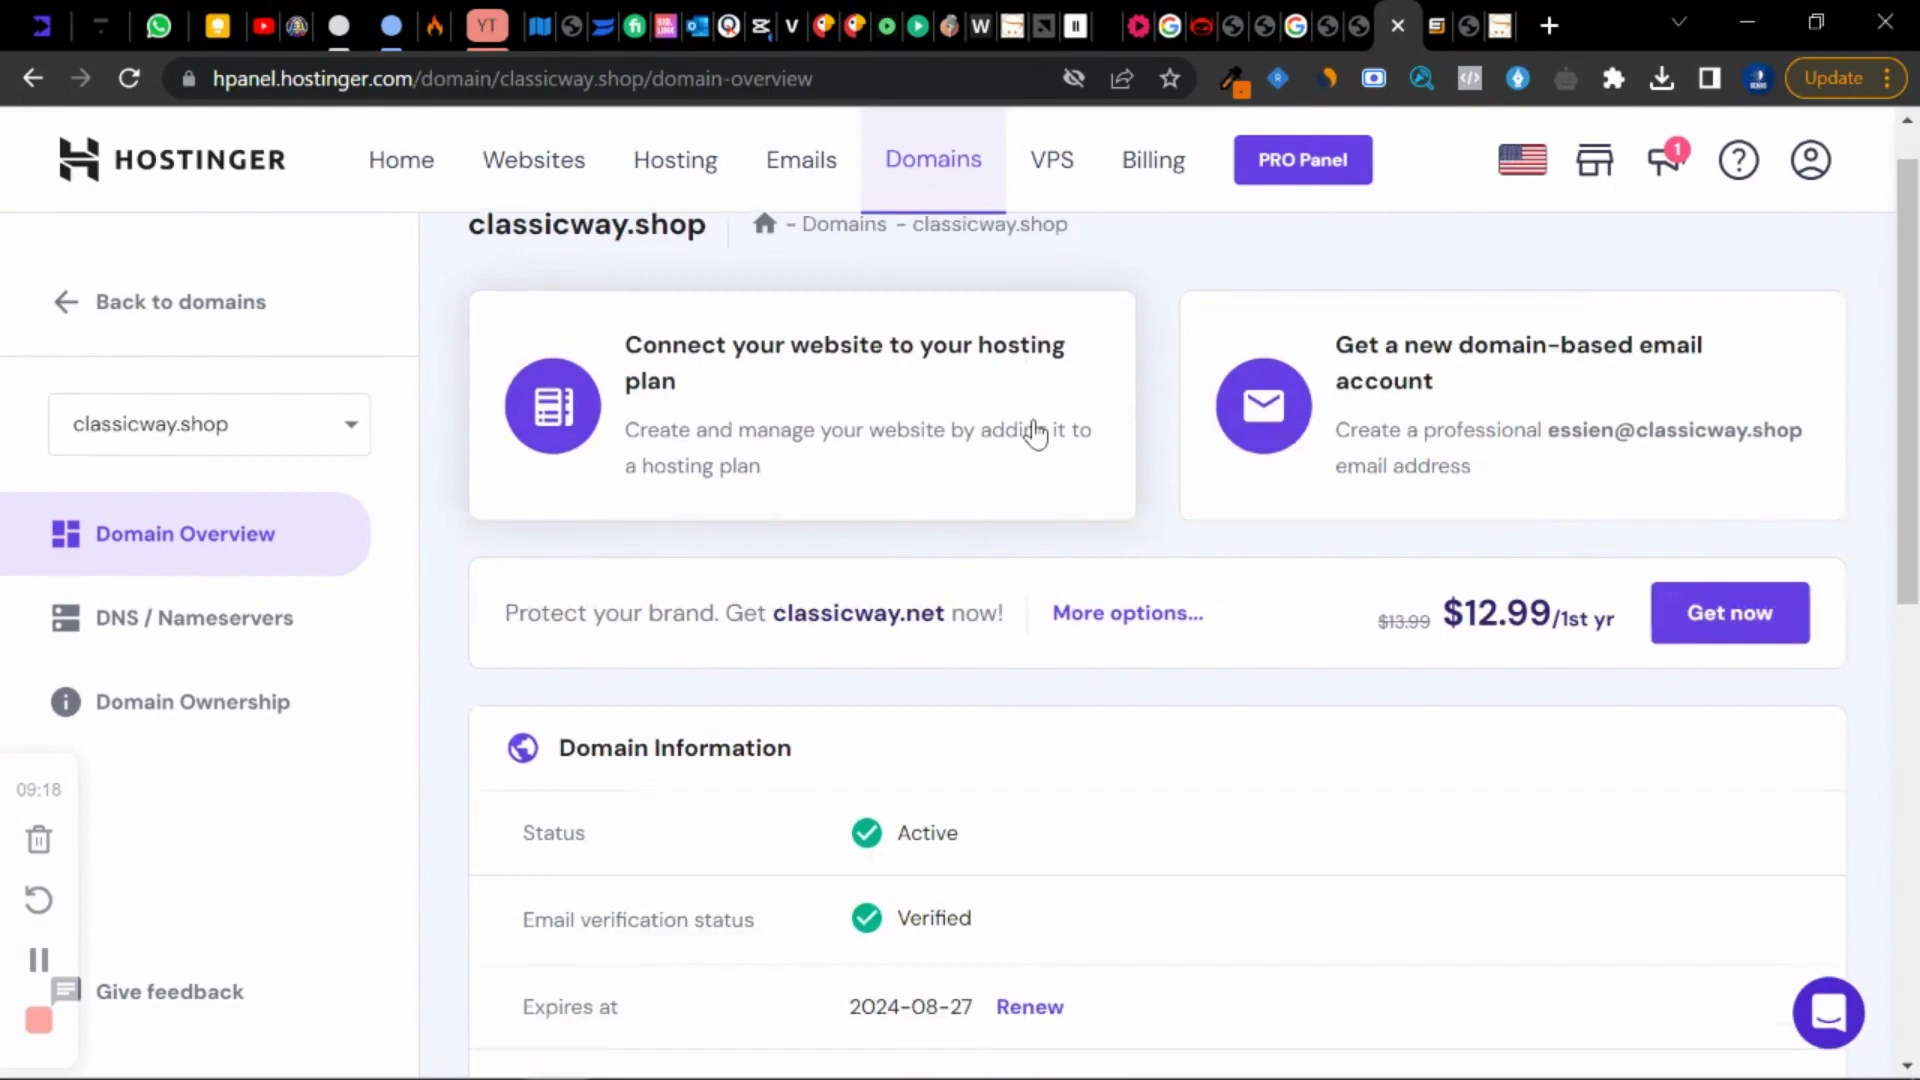 YT
hpanel.hostinger.com/domain/classicway.shop/domain-overview
Update
HOSTINGER
Home
Websites
Hosting
Emails
Domains
VPS
Billing
PRO Panel
1
classicway.shop
- Domains - classicway.shop
Back to domains
classicway.shop
Domain Overview
DNS / Nameservers
Domain Ownership
Connect your website to your hosting
plan
Create and manage your website by adding it to
a hosting plan
Get a new domain-based email
account
Create a professional essien@classicway.shop
email address
Protect your brand. Get classicway.net now!
More options...
$13.99 $12.99/1st yr
Get now
Domain Information
Status
Active
Email verification status
Verified
Expires at
2024-08-27
Renew
09:18
Give feedback